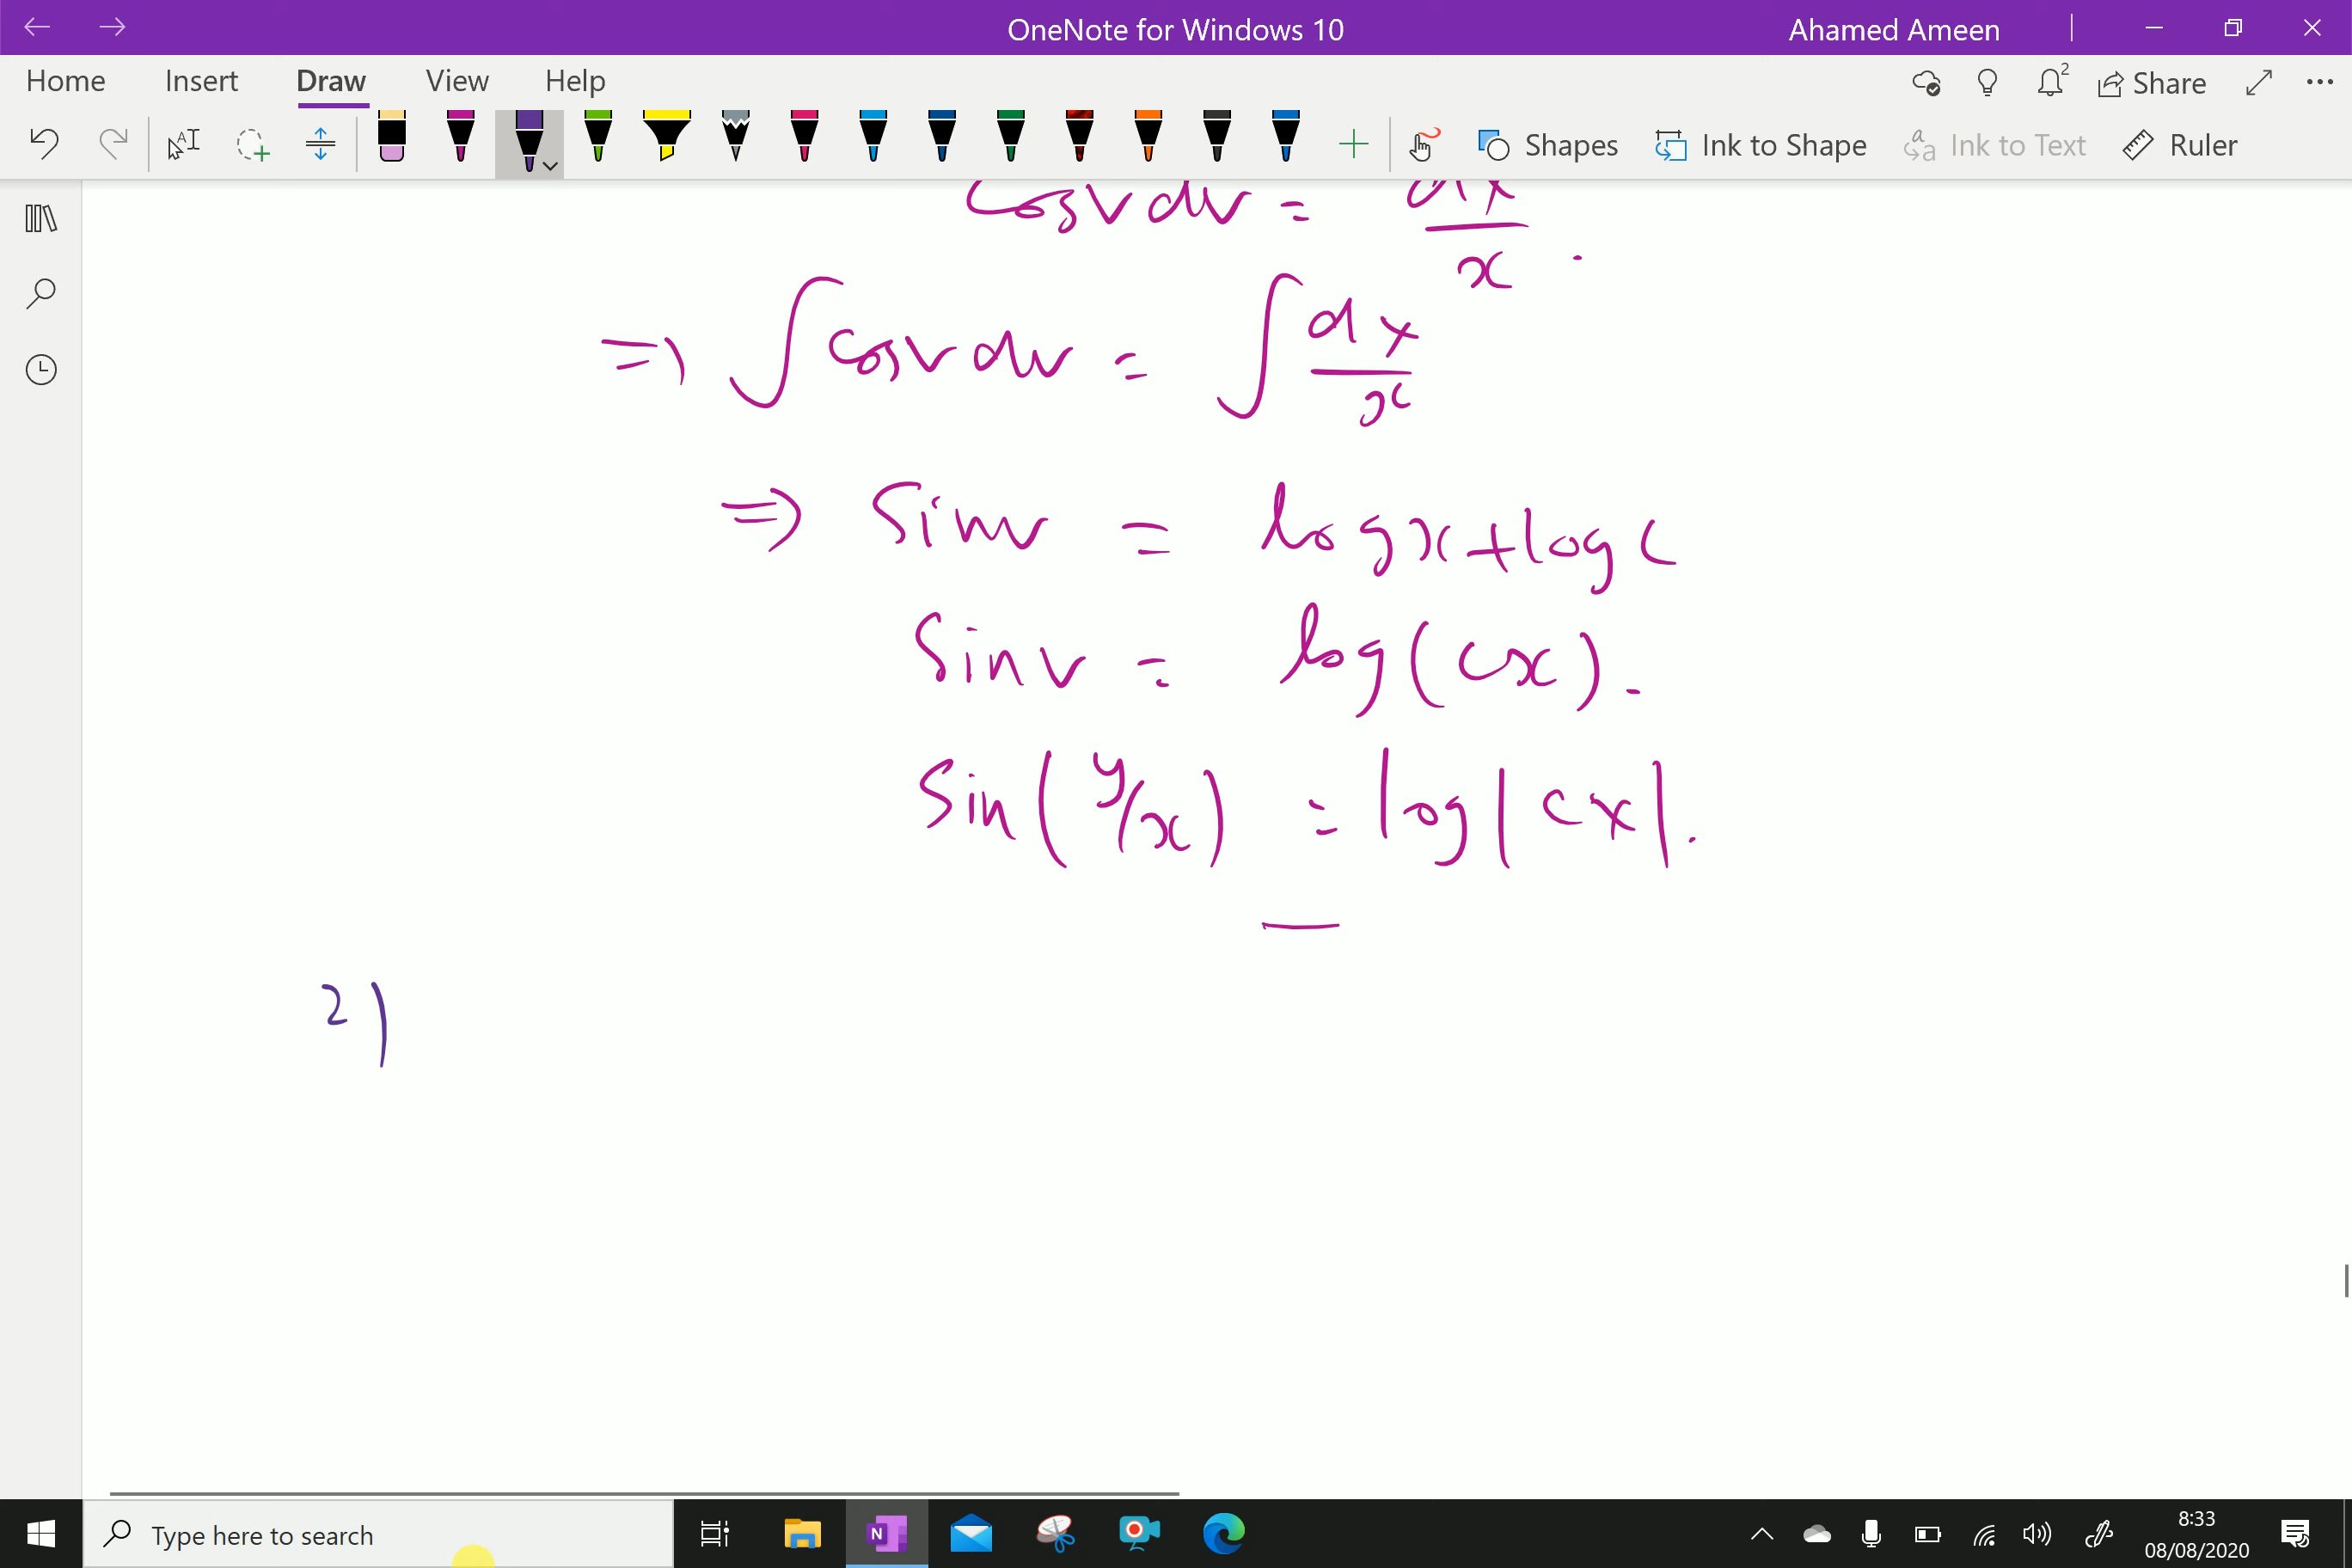 OneNote for Windows 10
Ahamed Ameen
Home Insert Draw View Help
2
Share
Shapes Ink to Shape Ink to Text Ruler
Cos v dv = dx/x .
=> ∫ Cos v dv = ∫ dx/x
=> Sin v = log x + log c
Sin v = log(cx).
Sin(y/x) = log|cx|.
2)
Type here to search
8:33
08/08/2020